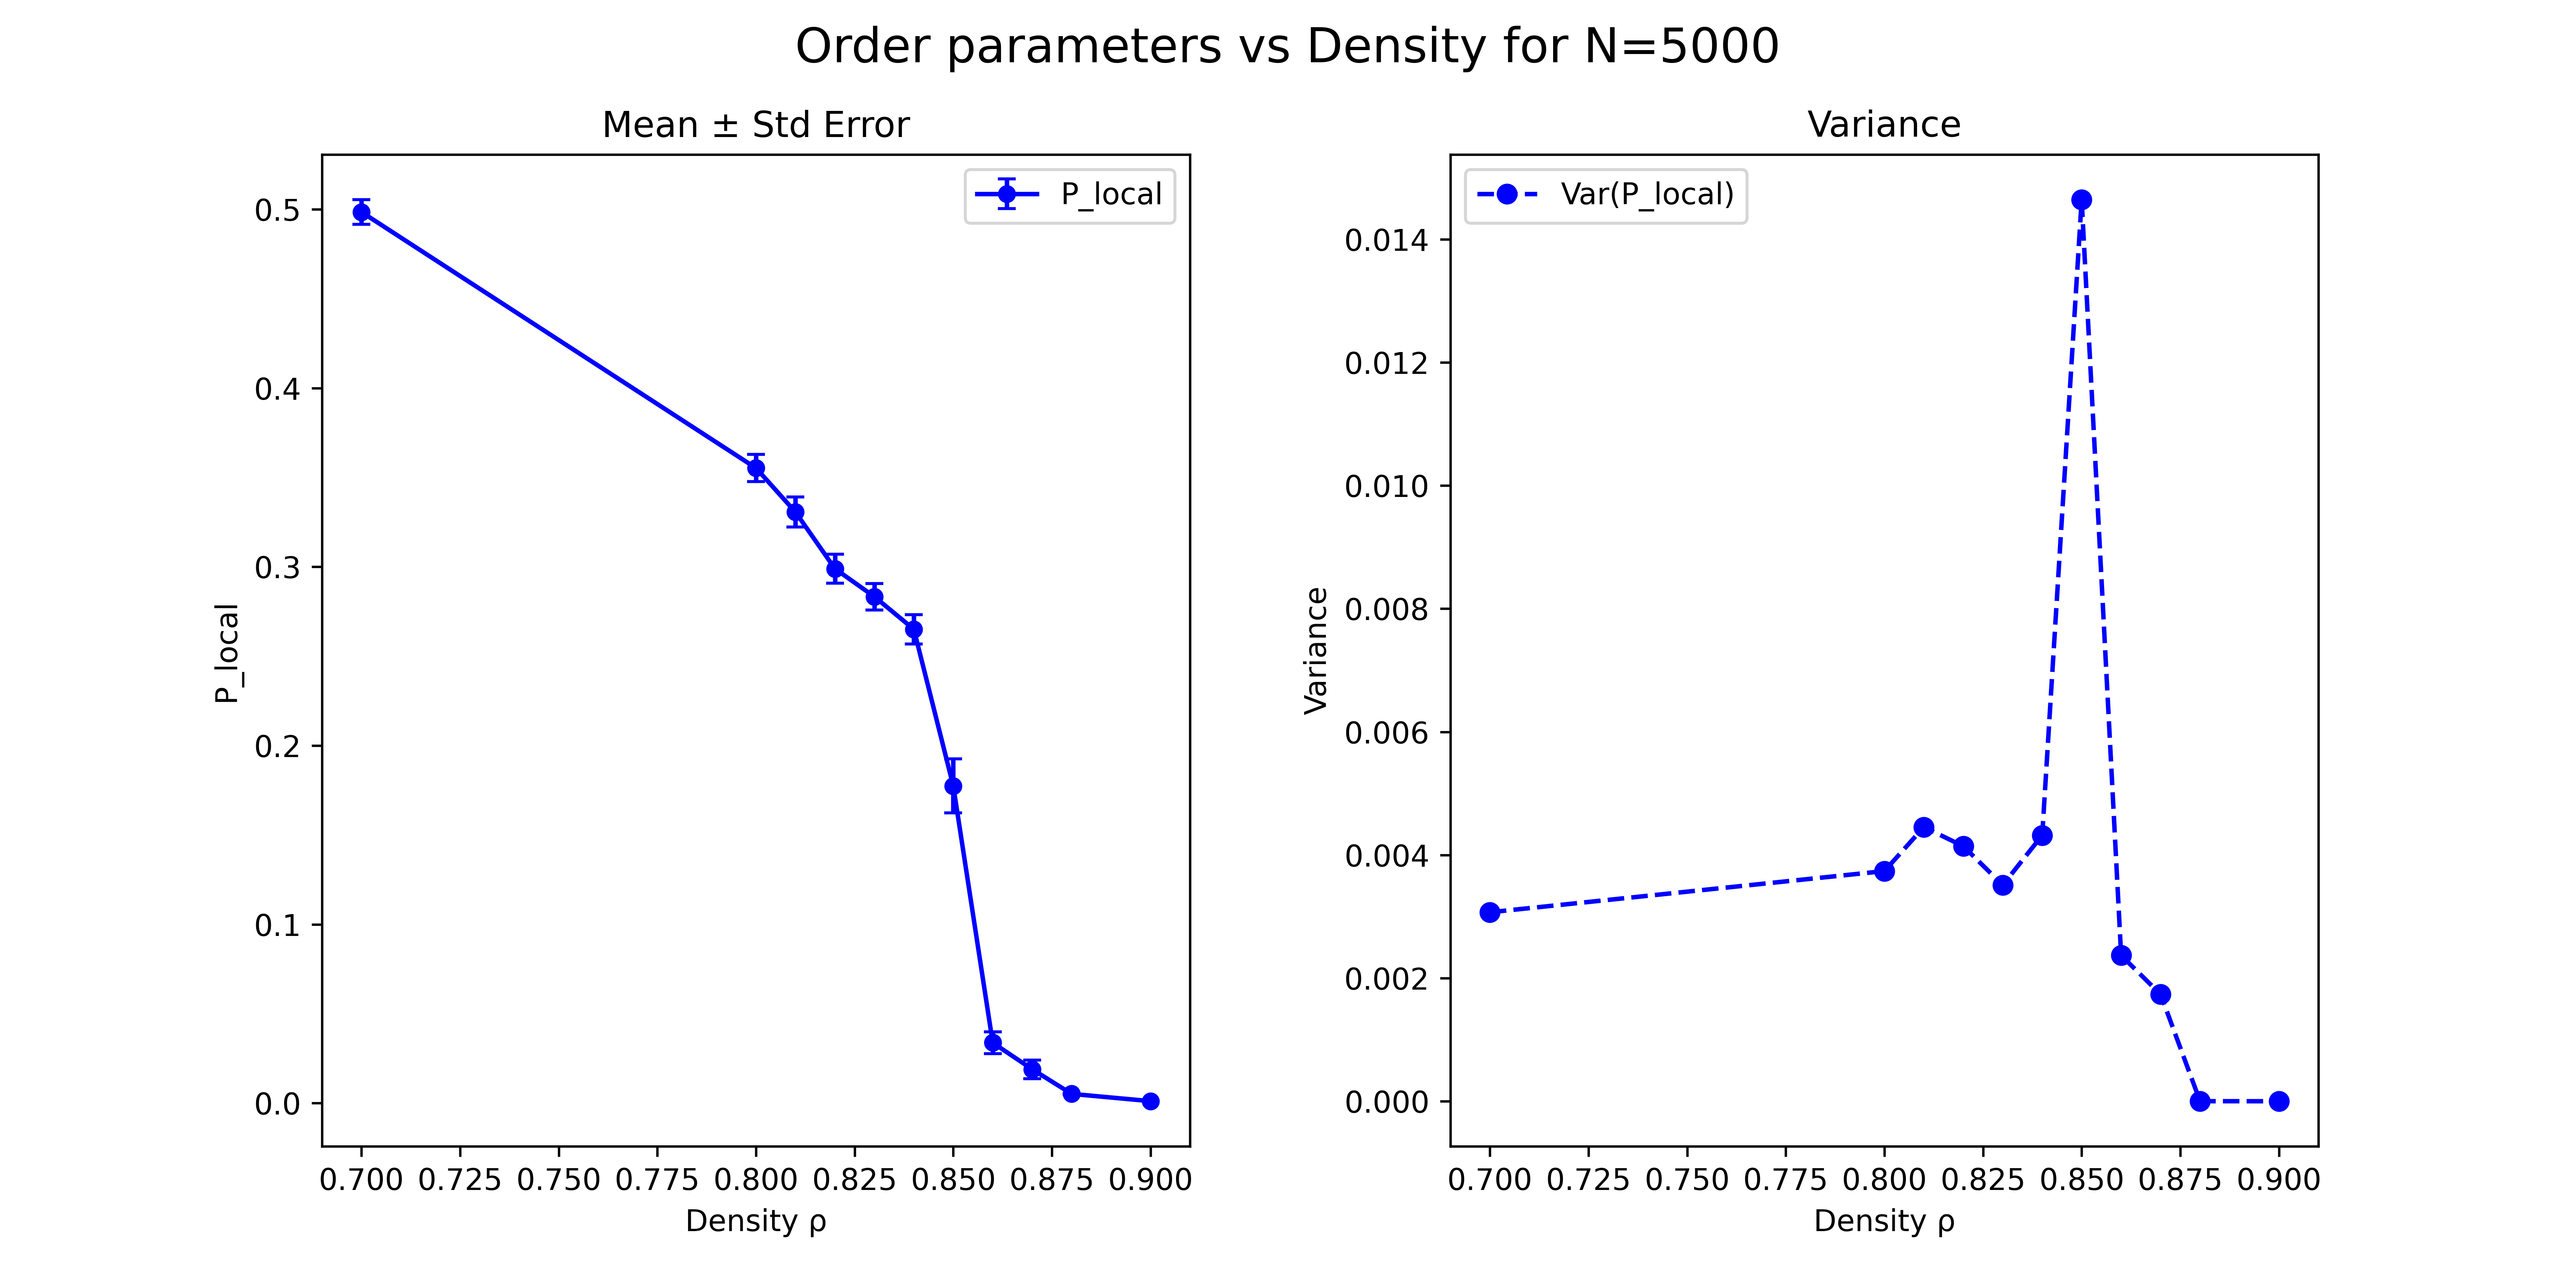 Order parameters vs Density for N=5000
Mean ± Std Error
P_local
0.5
0.4
0.3
0.2
0.1
0.0
P_local
0.700 0.725 0.750 0.775 0.800 0.825 0.850 0.875 0.900
Density ρ
Variance
Var(P_local)
0.014
0.012
0.010
0.008
0.006
0.004
0.002
0.000
Variance
0.700 0.725 0.750 0.775 0.800 0.825 0.850 0.875 0.900
Density ρ